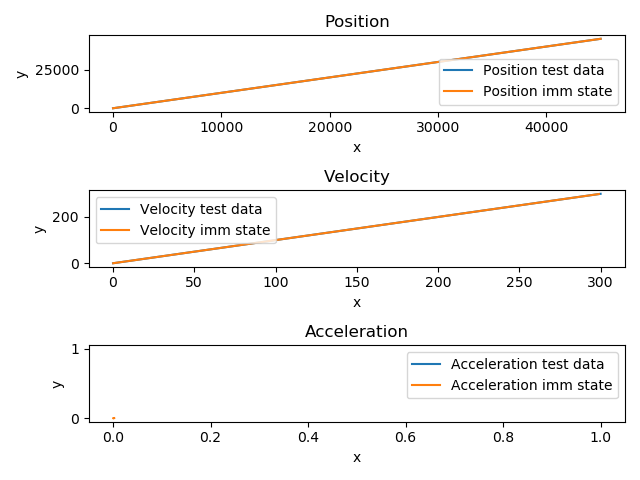 Position
y
25000
0
Position test data
Position imm state
0 10000 20000 30000 40000
x
Velocity
y
200
0
Velocity test data
Velocity imm state
0 50 100 150 200 250 300
x
Acceleration
y
1
0
Acceleration test data
Acceleration imm state
0.0 0.2 0.4 0.6 0.8 1.0
x